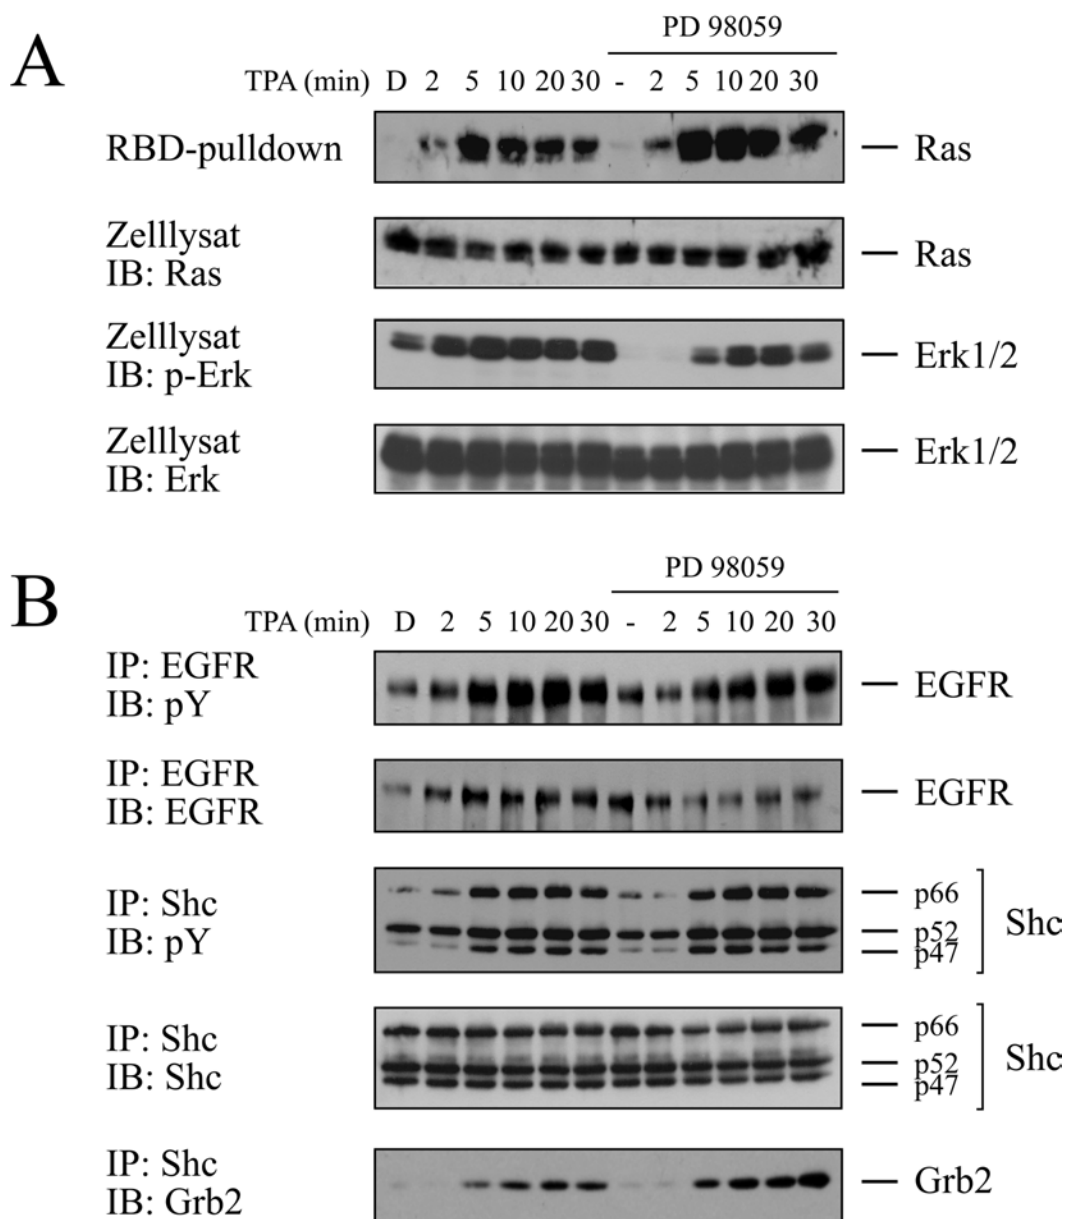 A
PD 98059
TPA (min) D 2 5 10 20 30 - 2 5 10 20 30
RBD-pulldown
Ras
Zelllysat
IB: Ras
Ras
Zelllysat
IB: p-Erk
Erk1/2
Zelllysat
IB: Erk
Erk1/2
B
PD 98059
TPA (min) D 2 5 10 20 30 - 2 5 10 20 30
IP: EGFR
IB: pY
EGFR
IP: EGFR
IB: EGFR
EGFR
IP: Shc
IB: pY
p66
p52
p47
Shc
IP: Shc
IB: Shc
p66
p52
p47
Shc
IP: Shc
IB: Grb2
Grb2